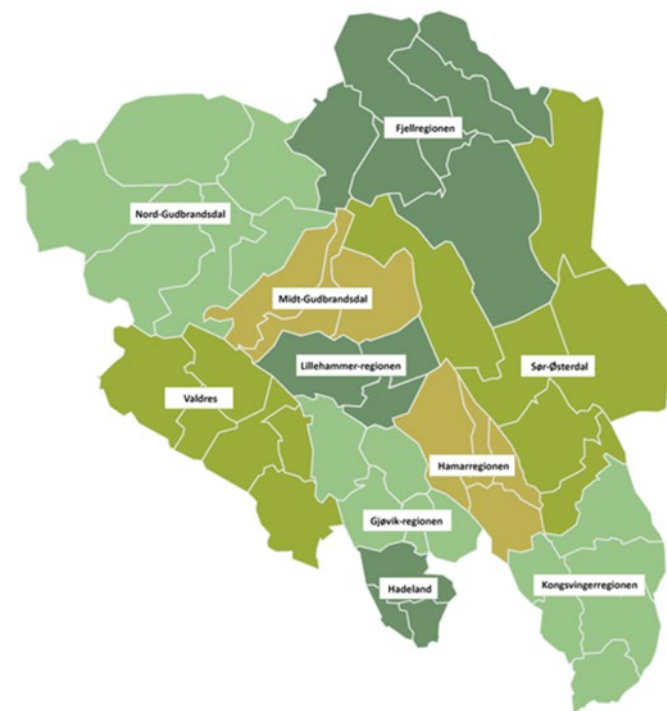 Fjellregionen
Nord-Gudbrandsdal
Midt-Gudbrandsdal
Lillehammer-regionen
Sør-Østerdal
Valdres
Hamarregionen
Gjøvik-regionen
Hadeland
Kongsvingerregionen